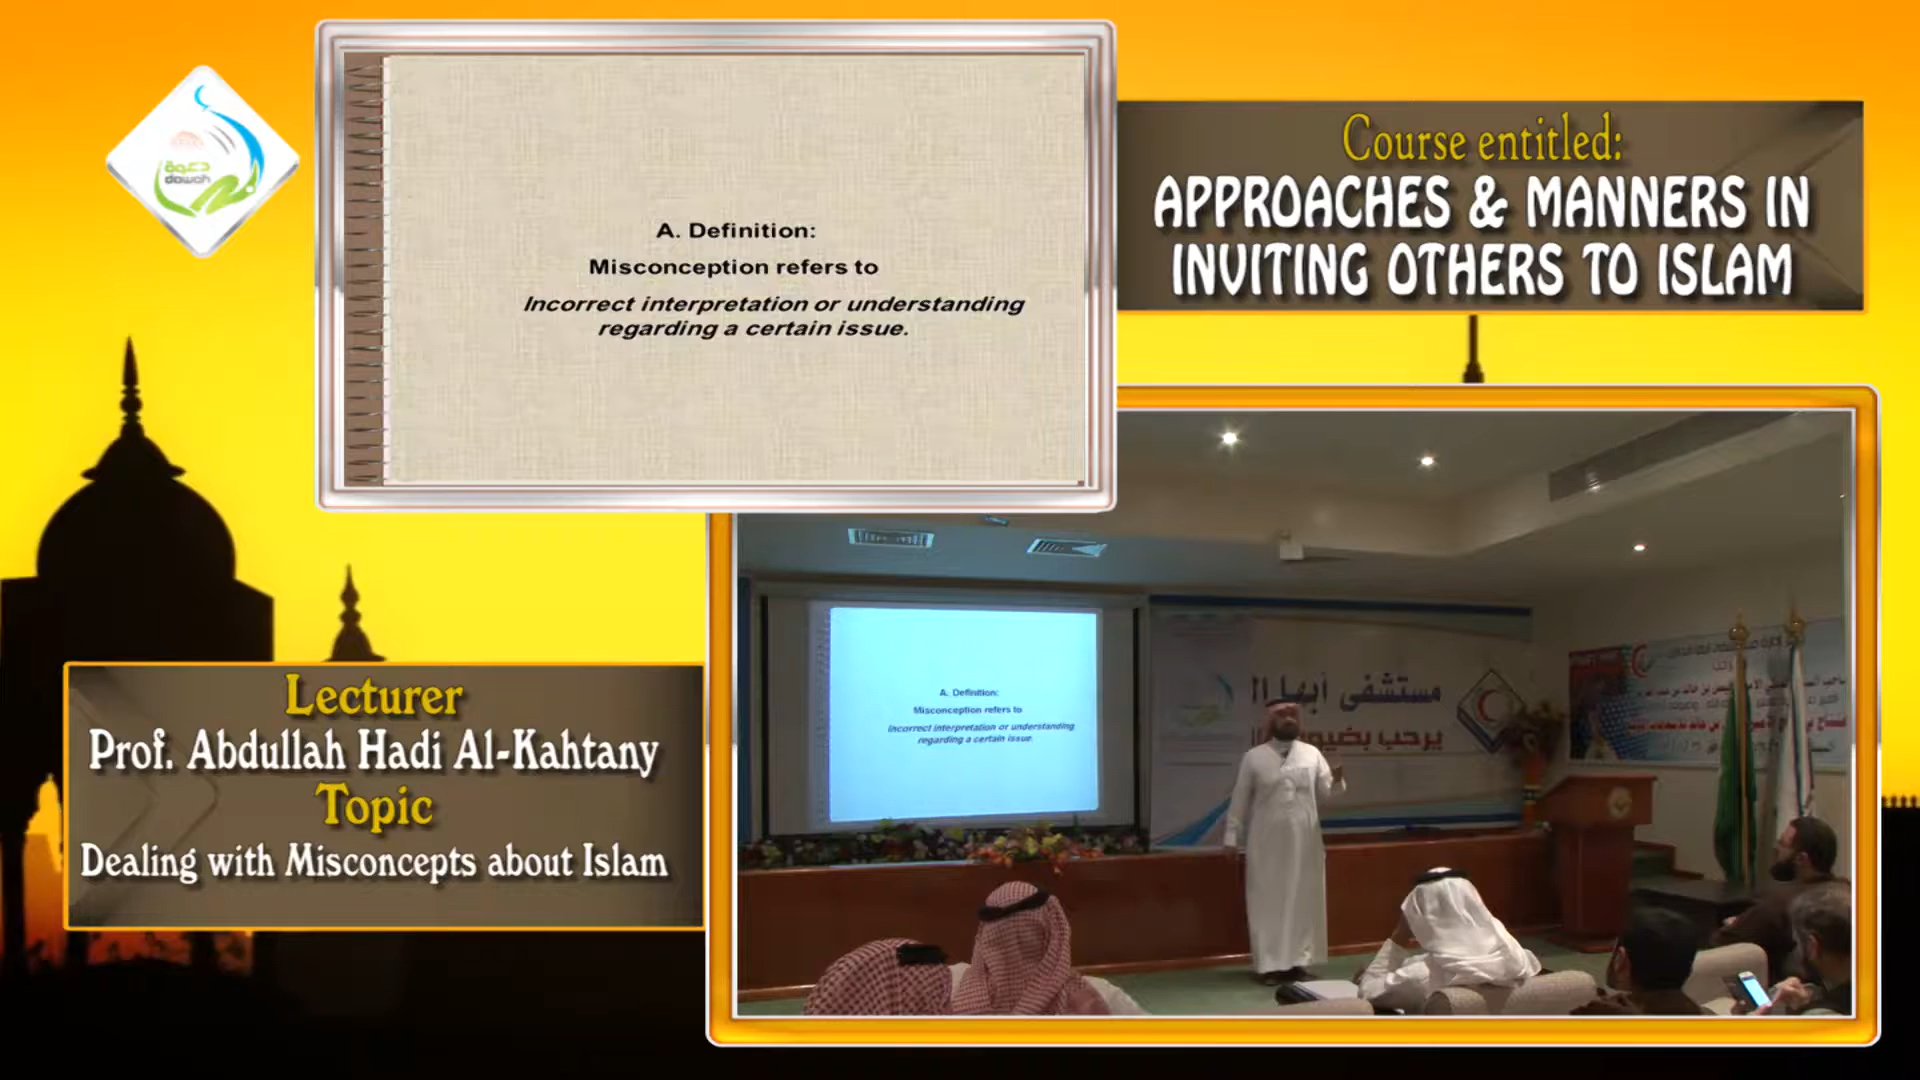 دعوة
dawah
A. Definition:
Misconception refers to
Incorrect interpretation or understanding
regarding a certain issue.
Course entitled:
APPROACHES & MANNERS IN
INVITING OTHERS TO ISLAM
Lecturer
Prof. Abdullah Hadi Al-Kahtany
Topic
Dealing with Misconcepts about Islam
A. Definition:
Misconception refers to
Incorrect interpretation or understanding
regarding a certain issue.
مستشفى أبها
يرحب بضيوف